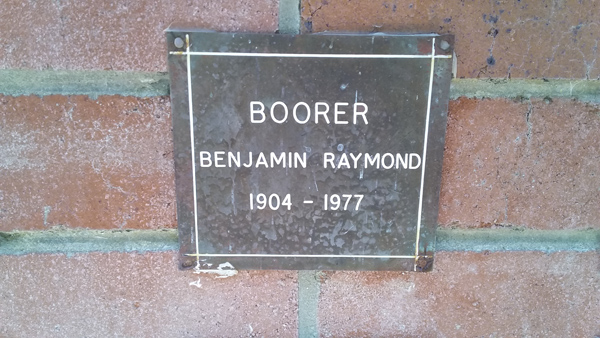 BOORER
BENJAMIN RAYMOND
1904 - 1977